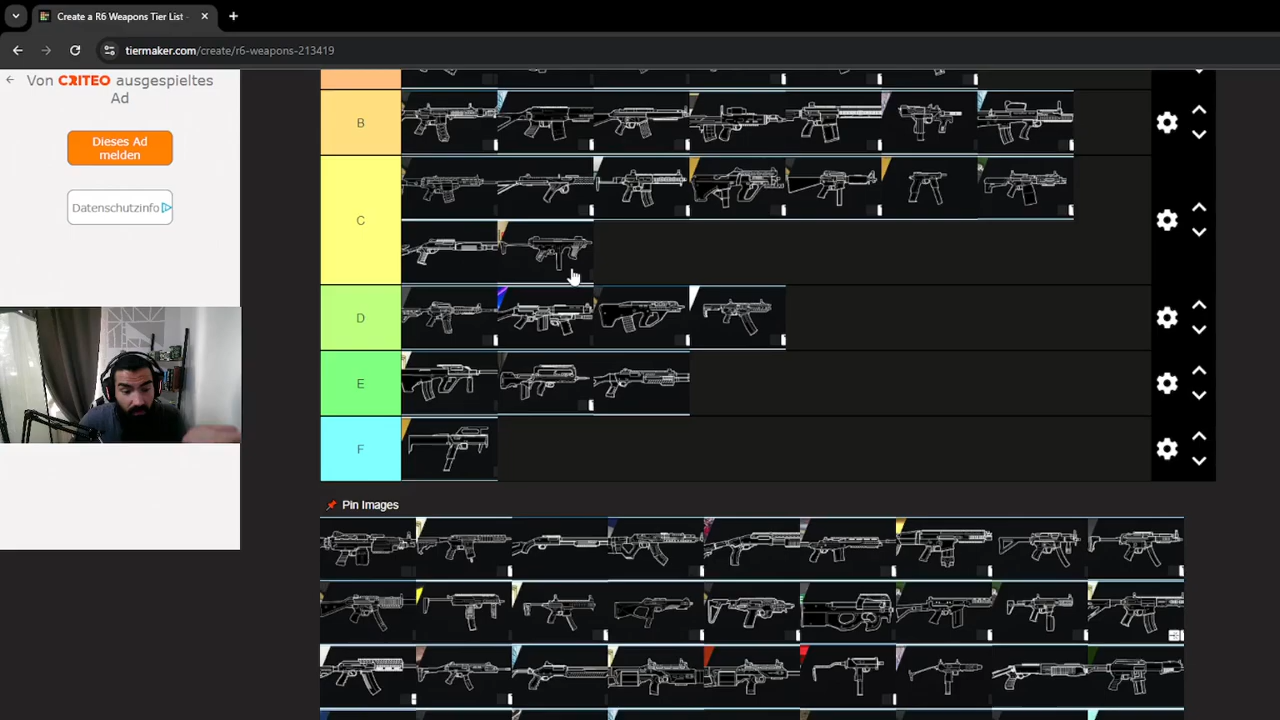 Create a R6 Weapons Tier List -
tiermaker.com/create/r6-weapons-213419
Von CRITEO ausgespieltes
Ad
Dieses Ad
melden
Datenschutzinfo
B
C
D
E
F
Pin Images